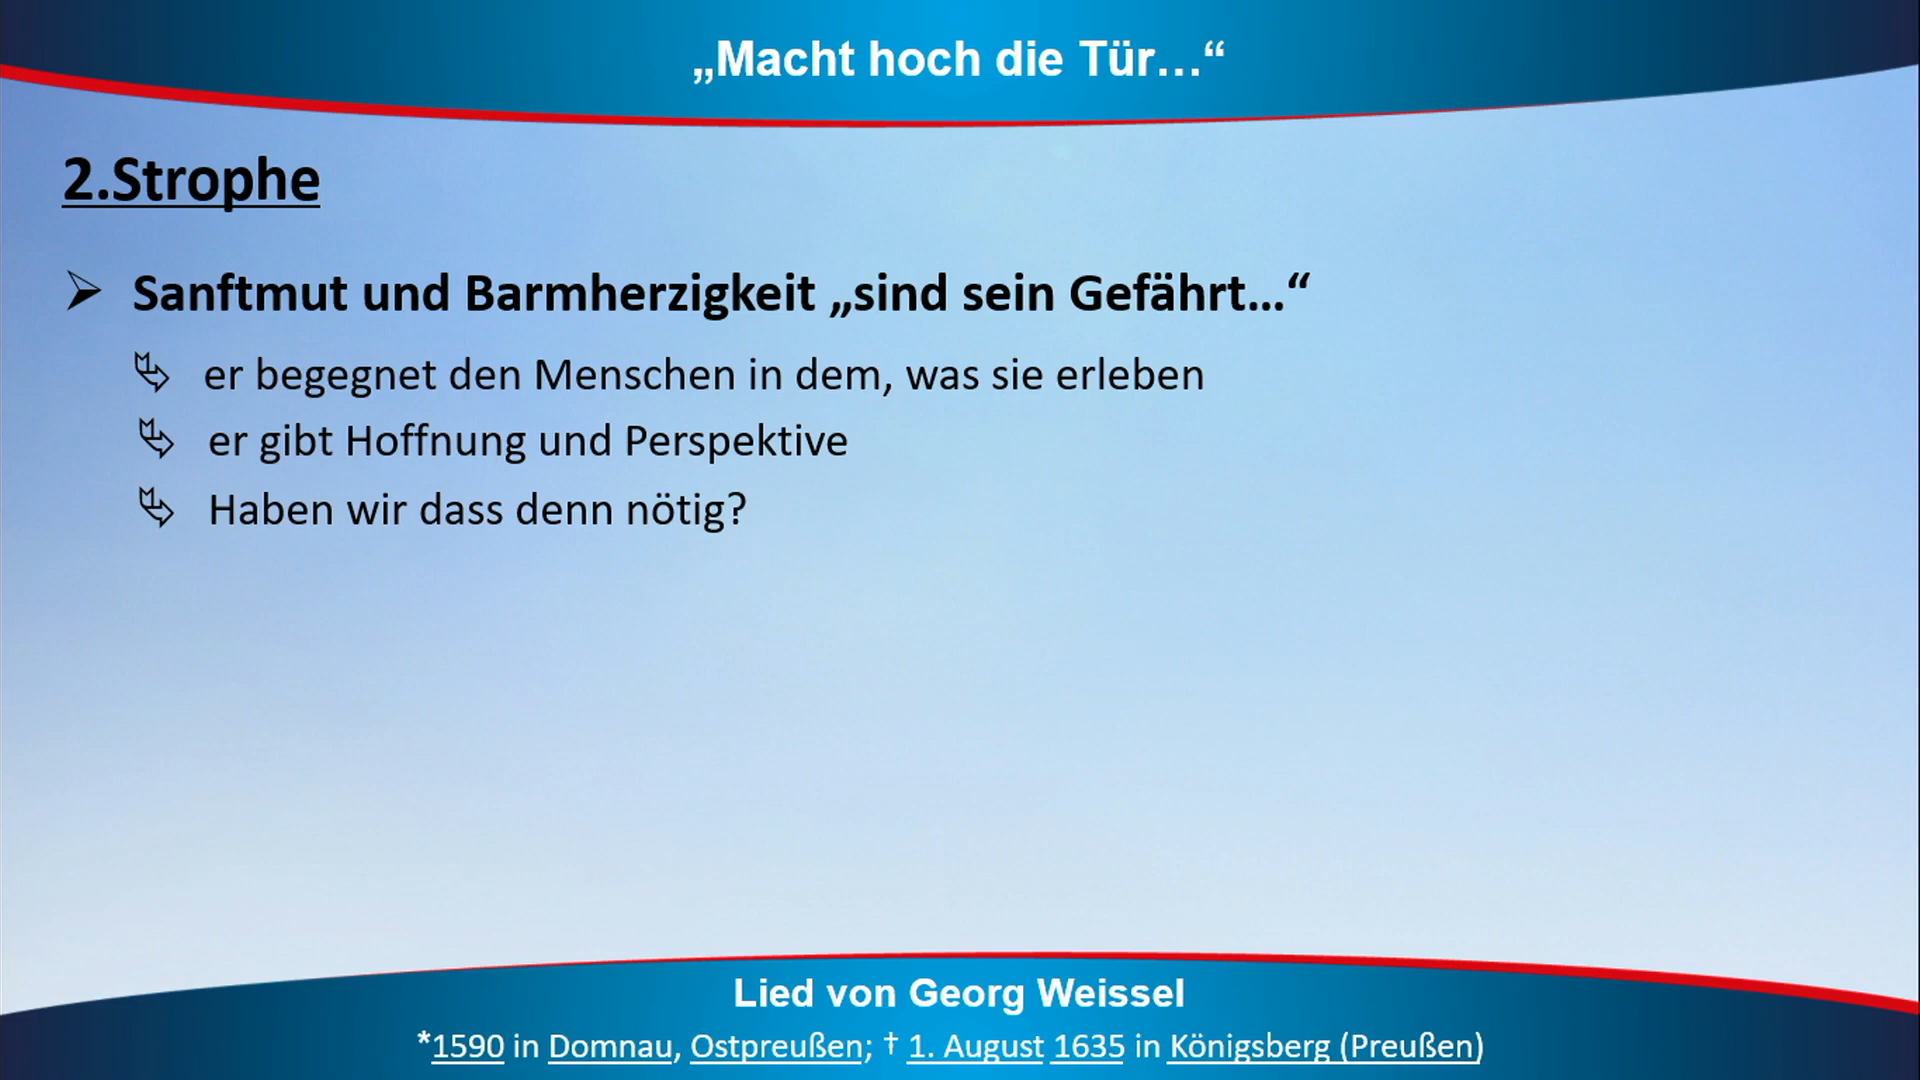 „Macht hoch die Tür…“
2.Strophe
➢ Sanftmut und Barmherzigkeit „sind sein Gefährt…“
er begegnet den Menschen in dem, was sie erleben
er gibt Hoffnung und Perspektive
Haben wir dass denn nötig?
Lied von Georg Weissel
*1590 in Domnau, Ostpreußen; † 1. August 1635 in Königsberg (Preußen)